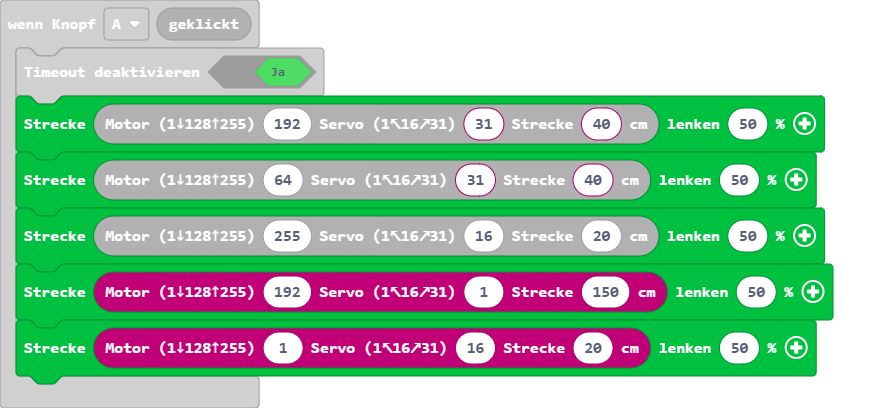 wenn Knopf A geklickt
Timeout deaktivieren Ja
Strecke Motor (1↓128↑255) 192 Servo (1↖16↗31) 31 Strecke 40 cm lenken 50 %
Strecke Motor (1↓128↑255) 64 Servo (1↖16↗31) 31 Strecke 40 cm lenken 50 %
Strecke Motor (1↓128↑255) 255 Servo (1↖16↗31) 16 Strecke 20 cm lenken 50 %
Strecke Motor (1↓128↑255) 192 Servo (1↖16↗31) 1 Strecke 150 cm lenken 50 %
Strecke Motor (1↓128↑255) 1 Servo (1↖16↗31) 16 Strecke 20 cm lenken 50 %